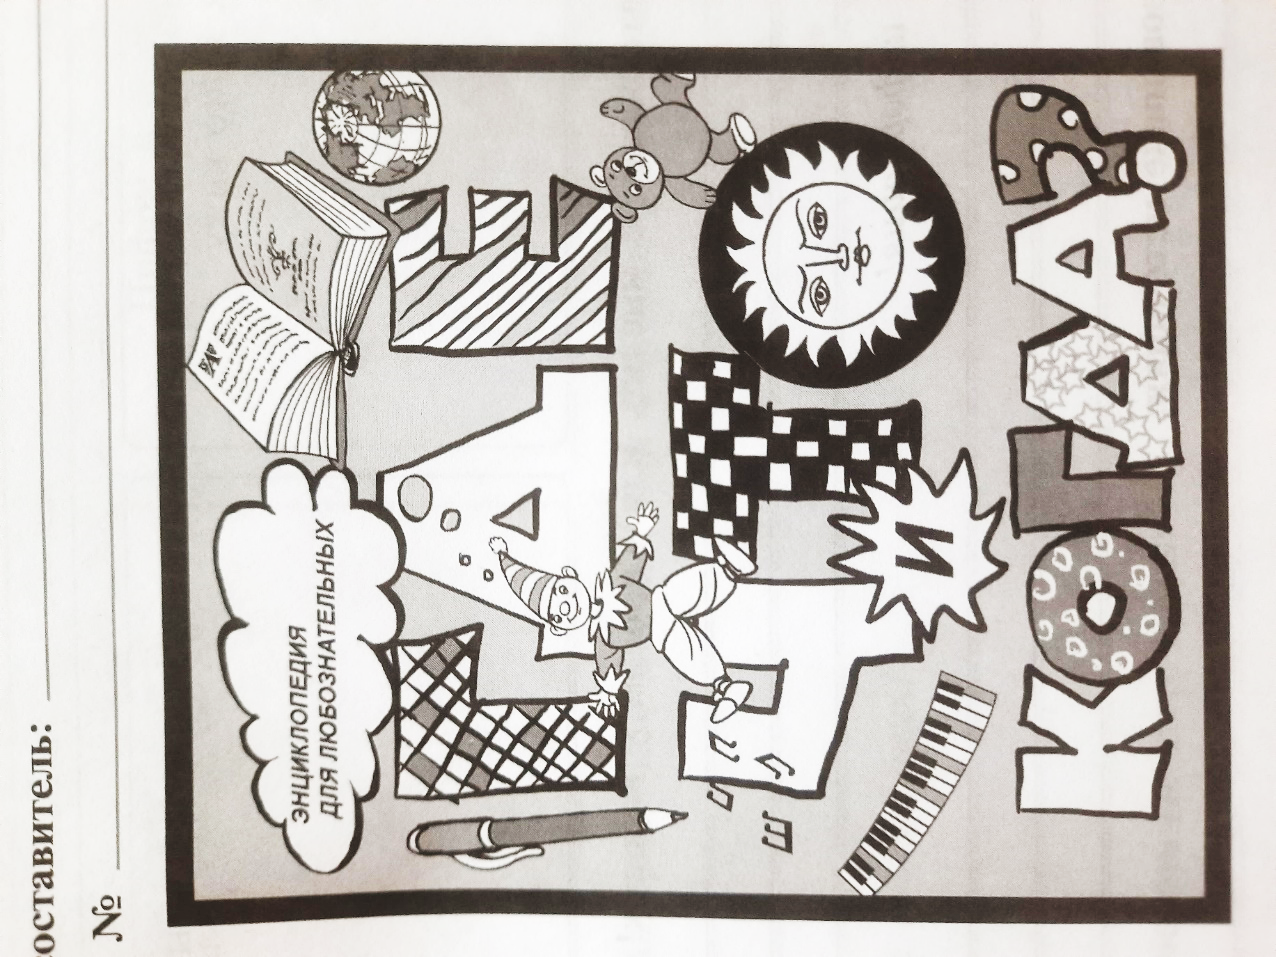 составитель:
№
ЭНЦИКЛОПЕДИЯ
ДЛЯ ЛЮБОЗНАТЕЛЬНЫХ
ГДЕ
ЧТО
И
КОГДА?